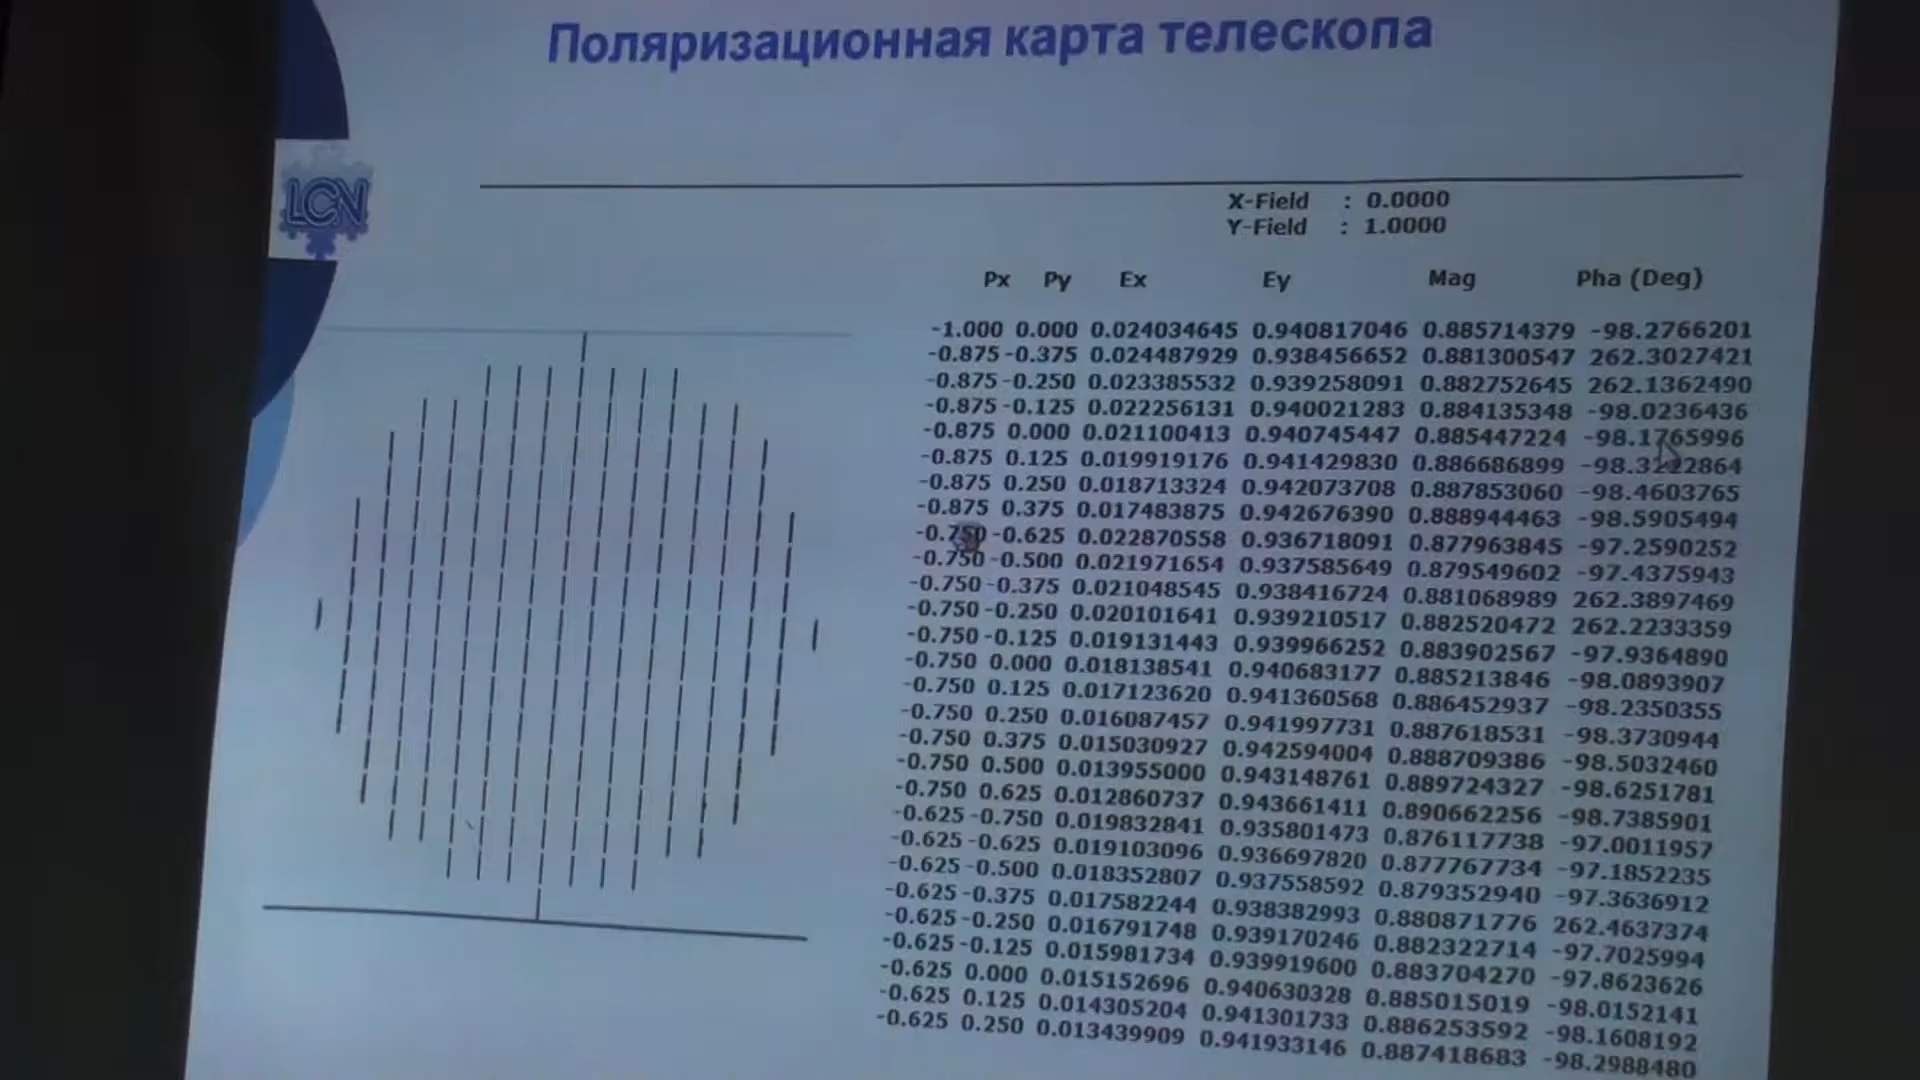 Поляризационная карта телескопа
LCN
X-Field : 0.0000
Y-Field : 1.0000
Px Py Ex Ey Mag Pha (Deg)
-1.000 0.000 0.024034645 0.940817046 0.885714379 -98.2766201
-0.875 -0.375 0.024487929 0.938456652 0.881300547 262.3027421
-0.875 -0.250 0.023385532 0.939258091 0.882752645 262.1362490
-0.875 -0.125 0.022256131 0.940021283 0.884135348 -98.0236436
-0.875 0.000 0.021100413 0.940745447 0.885447224 -98.1765996
-0.875 0.125 0.019919176 0.941429830 0.886686899 -98.3222864
-0.875 0.250 0.018713324 0.942073708 0.887853060 -98.4603765
-0.875 0.375 0.017483875 0.942676390 0.888944463 -98.5905494
-0.750 -0.625 0.022870558 0.936718091 0.877963845 -97.2590252
-0.750 -0.500 0.021971654 0.937585649 0.879549602 -97.4375943
-0.750 -0.375 0.021048545 0.938416724 0.881068989 262.3897469
-0.750 -0.250 0.020101641 0.939210517 0.882520472 262.2233359
-0.750 -0.125 0.019131443 0.939966252 0.883902567 -97.9364890
-0.750 0.000 0.018138541 0.940683177 0.885213846 -98.0893907
-0.750 0.125 0.017123620 0.941360568 0.886452937 -98.2350355
-0.750 0.250 0.016087457 0.941997731 0.887618531 -98.3730944
-0.750 0.375 0.015030927 0.942594004 0.888709386 -98.5032460
-0.750 0.500 0.013955000 0.943148761 0.889724327 -98.6251781
-0.750 0.625 0.012860737 0.943661411 0.890662256 -98.7385901
-0.625 -0.750 0.019832841 0.935801473 0.876117738 -97.0011957
-0.625 -0.625 0.019103096 0.936697820 0.877767734 -97.1852235
-0.625 -0.500 0.018352807 0.937558592 0.879352940 -97.3636912
-0.625 -0.375 0.017582244 0.938382993 0.880871776 262.4637374
-0.625 -0.250 0.016791748 0.939170246 0.882322714 -97.7025994
-0.625 -0.125 0.015981734 0.939919600 0.883704270 -97.8623626
-0.625 0.000 0.015152696 0.940630328 0.885015019 -98.0152141
-0.625 0.125 0.014305204 0.941301733 0.886253592 -98.1608192
-0.625 0.250 0.013439909 0.941933146 0.887418683 -98.2988480